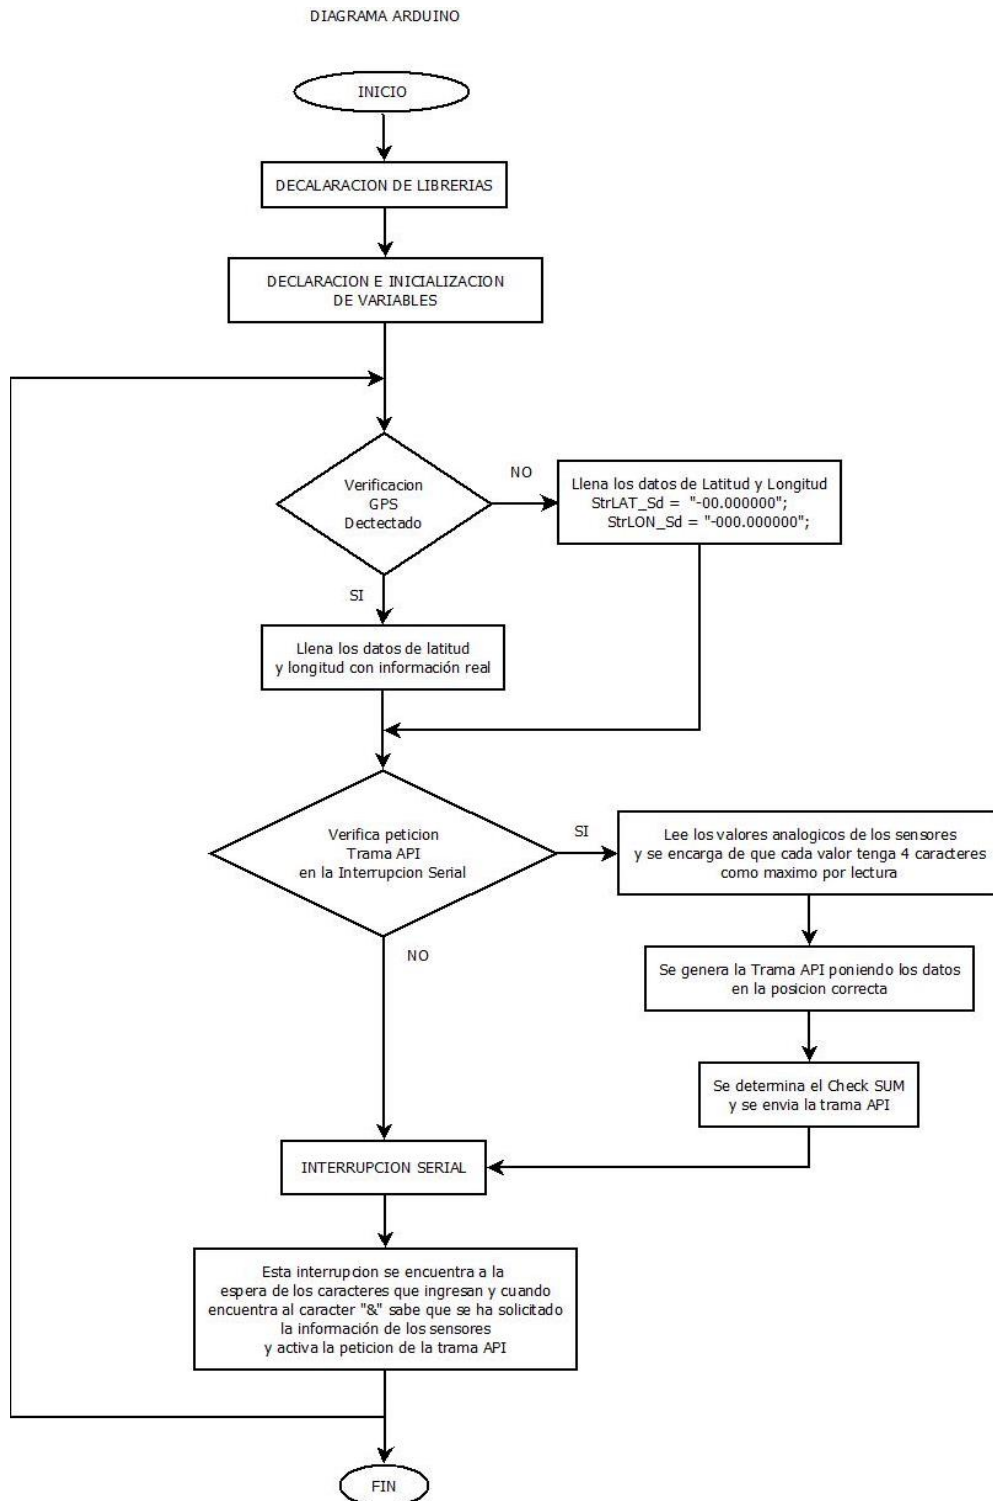 DIAGRAMA ARDUINO
INICIO
DECALARACION DE LIBRERIAS
DECLARACION E INICIALIZACION
DE VARIABLES
Verificacion
GPS
Dectectado
NO
Llena los datos de Latitud y Longitud
StrLAT_Sd = "-00.000000";
StrLON_Sd = "-000.000000";
SI
Llena los datos de latitud
y longitud con información real
Verifica peticion
Trama API
en la Interrupcion Serial
SI
Lee los valores analogicos de los sensores
y se encarga de que cada valor tenga 4 caracteres
como maximo por lectura
NO
Se genera la Trama API poniendo los datos
en la posicion correcta
Se determina el Check SUM
y se envia la trama API
INTERRUPCION SERIAL
Esta interrupcion se encuentra a la
espera de los caracteres que ingresan y cuando
encuentra al caracter "&" sabe que se ha solicitado
la información de los sensores
y activa la peticion de la trama API
FIN